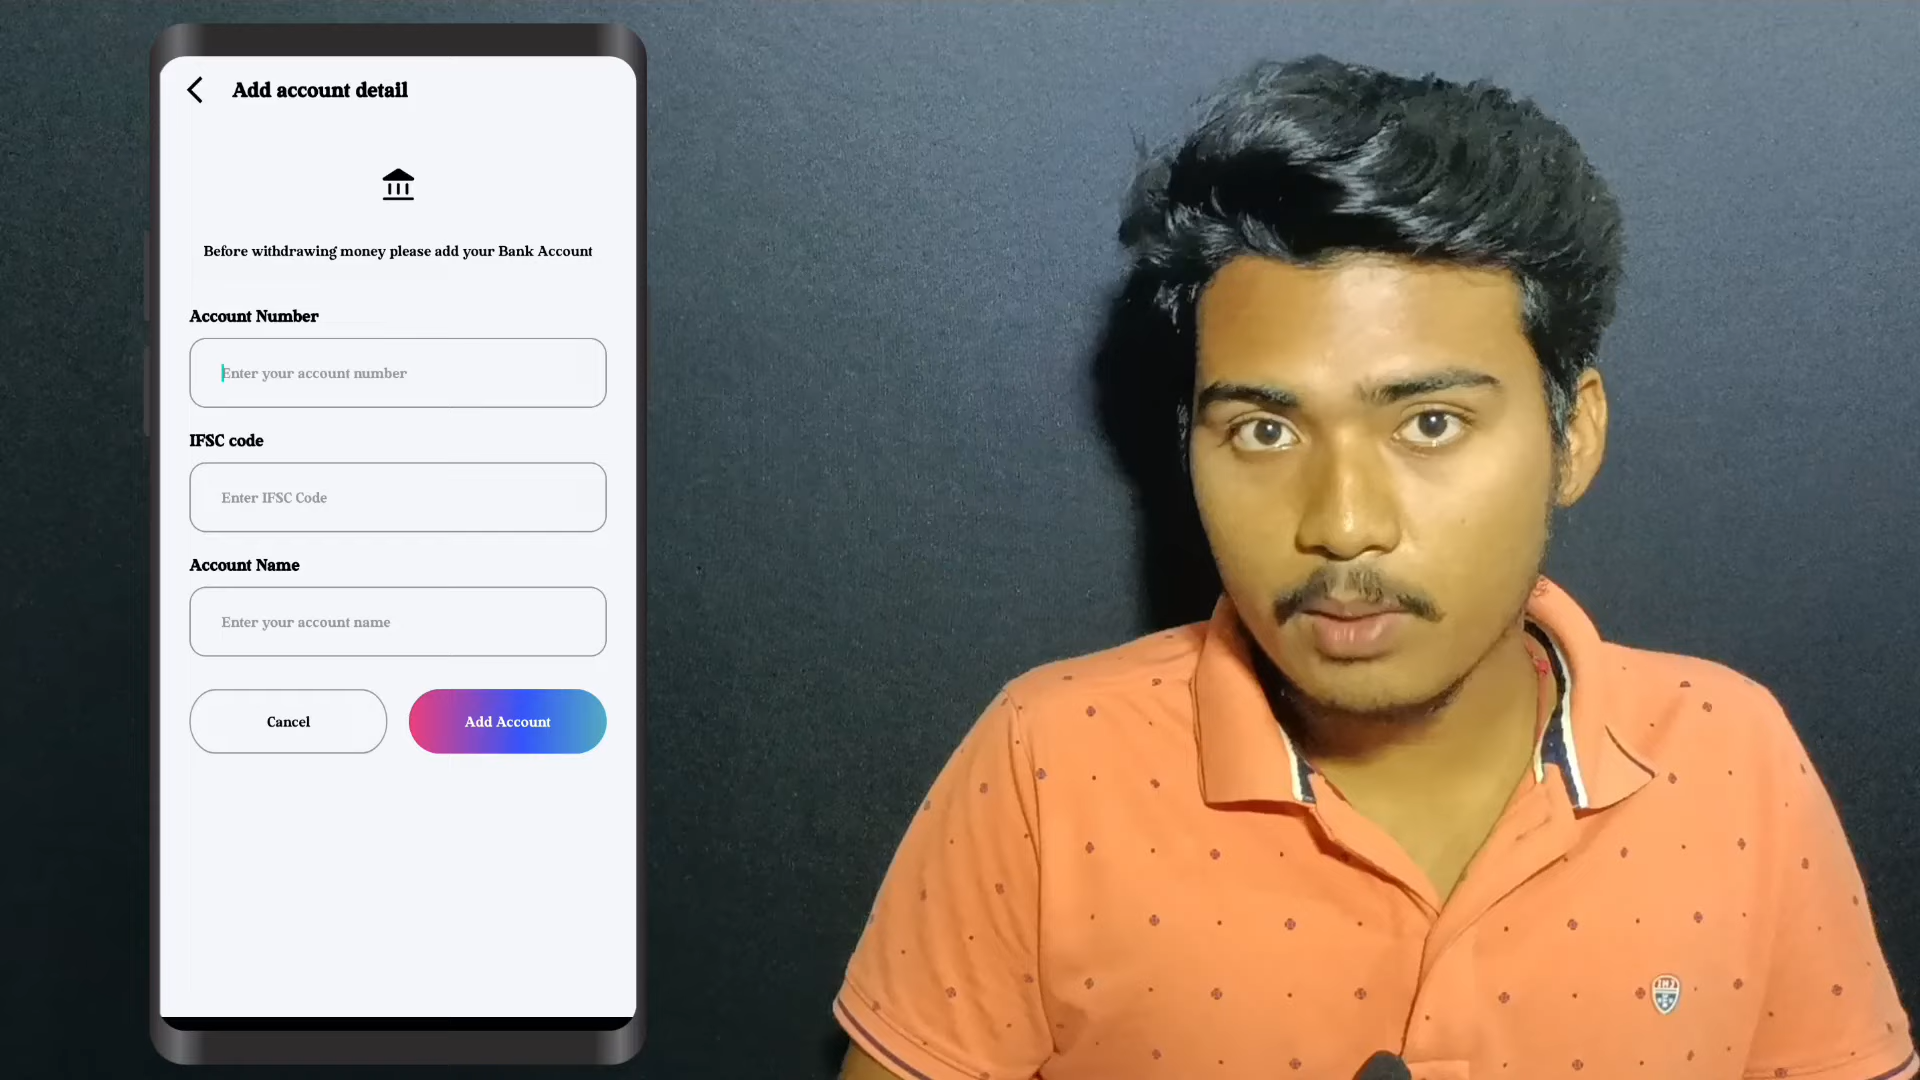 Add account detail
Before withdrawing money please add your Bank Account
Account Number
Enter your account number
IFSC code
Enter IFSC Code
Account Name
Enter your account name
Cancel
Add Account